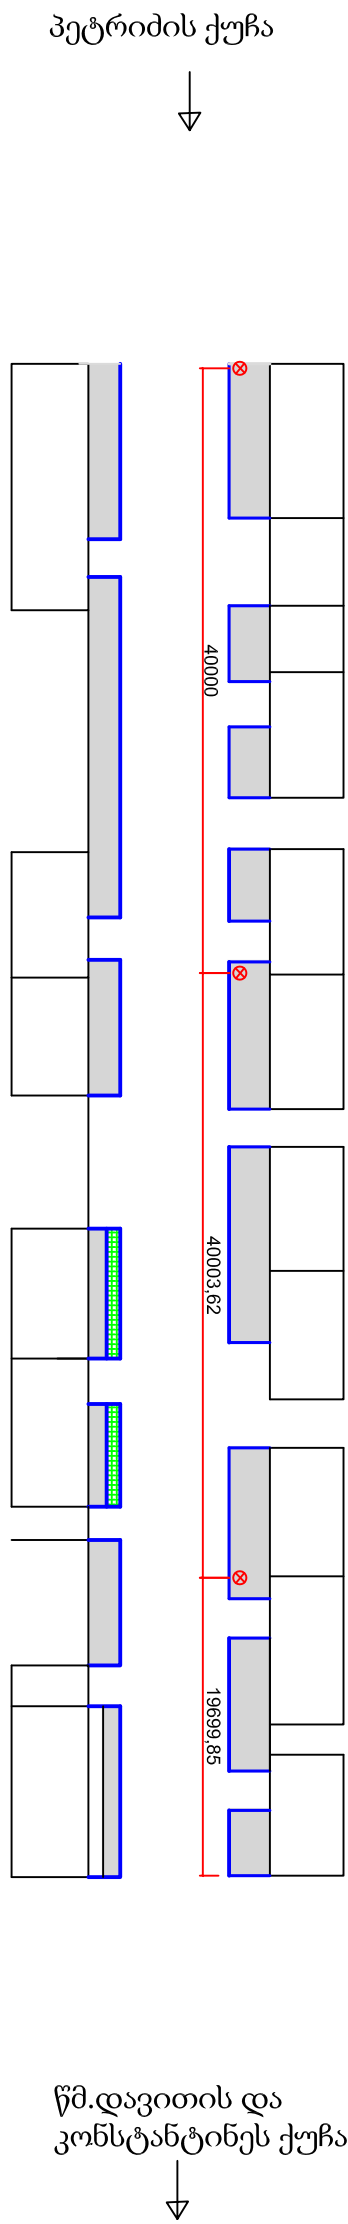 პეტრიძის ქუჩა
40000
40003,62
19699,85
წმ.დავითის და
კონსტანტინეს ქუჩა